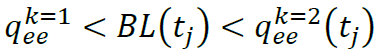 $q_{ee}^{k=1} < BL(t_j) < q_{ee}^{k=2}(t_j)$